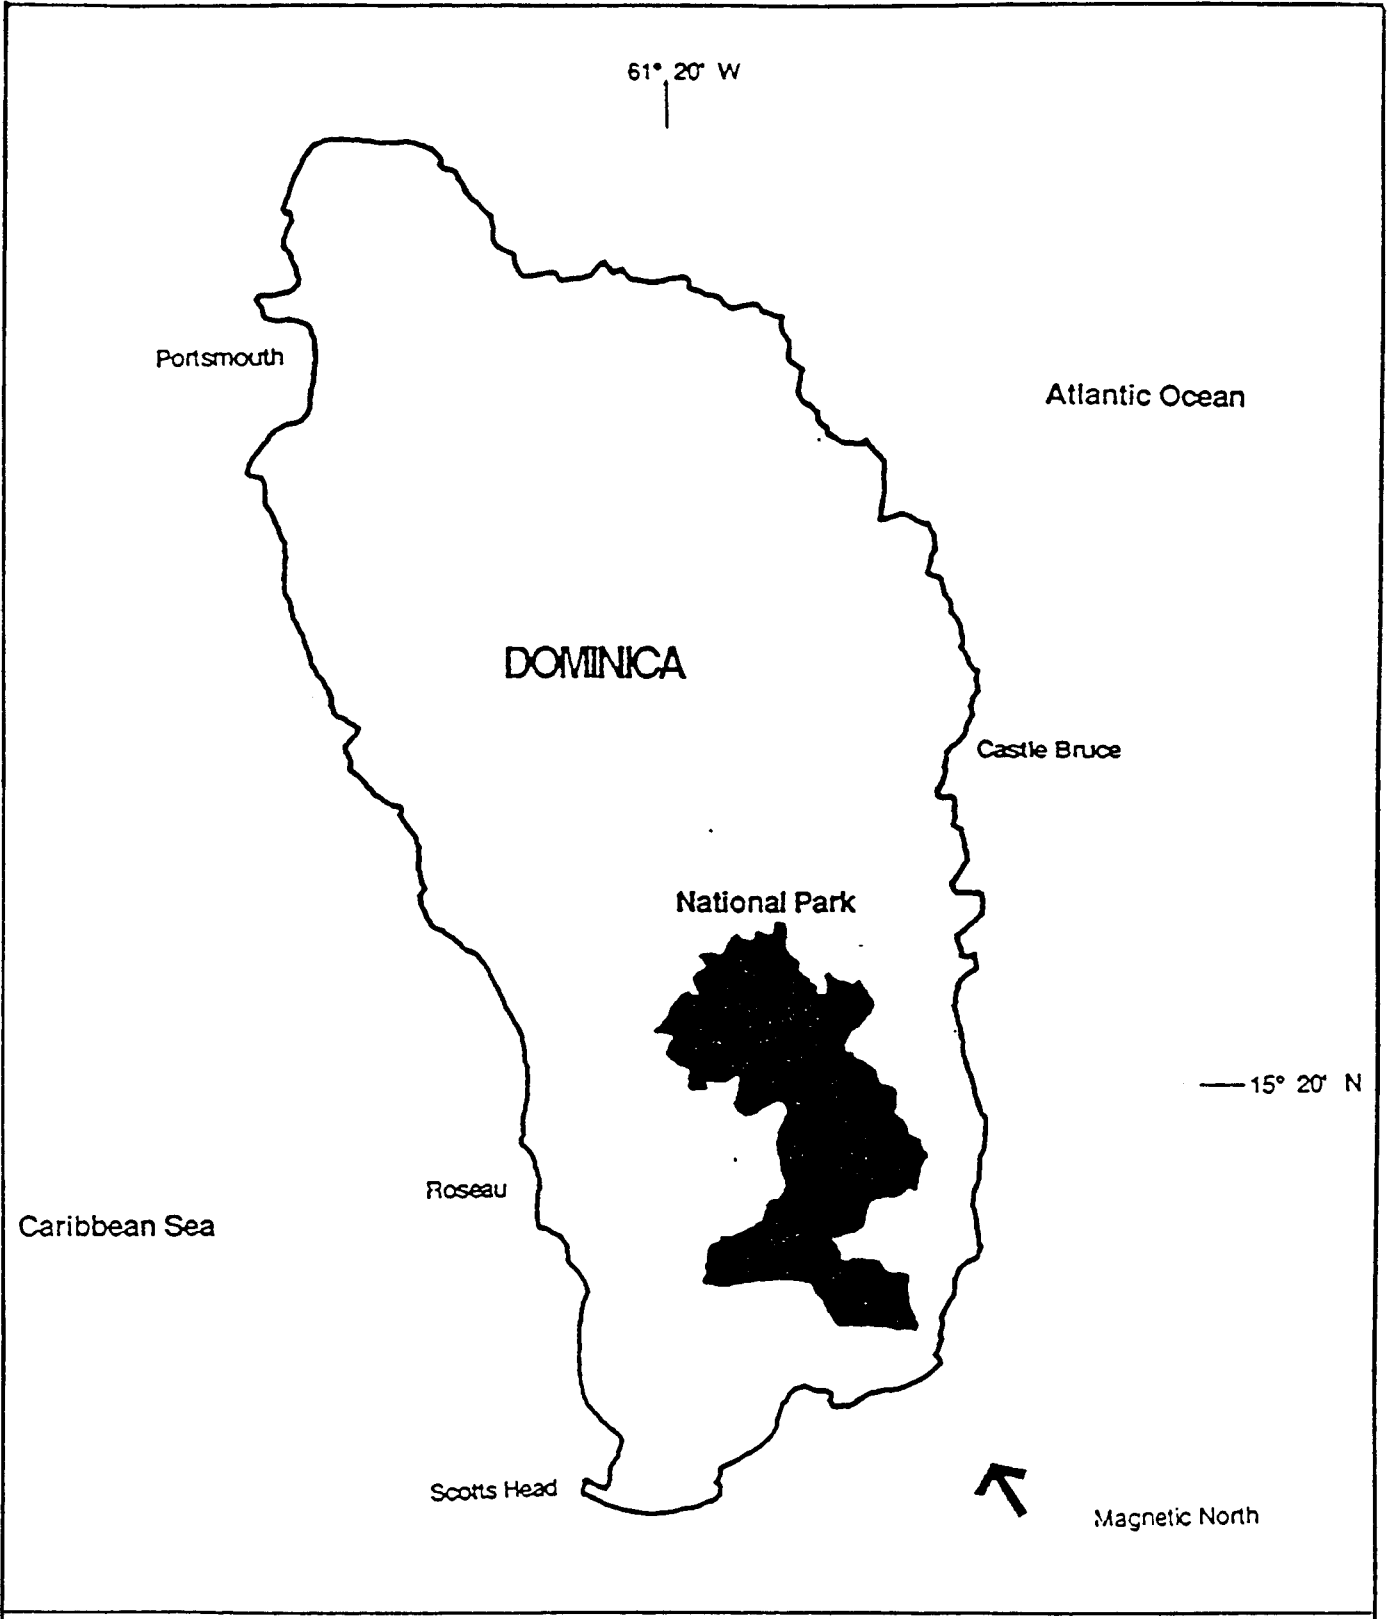 61° 20' W
Portsmouth
Atlantic Ocean
DOMINICA
Castle Bruce
National Park
15° 20' N
Roseau
Caribbean Sea
Scotts Head
Magnetic North